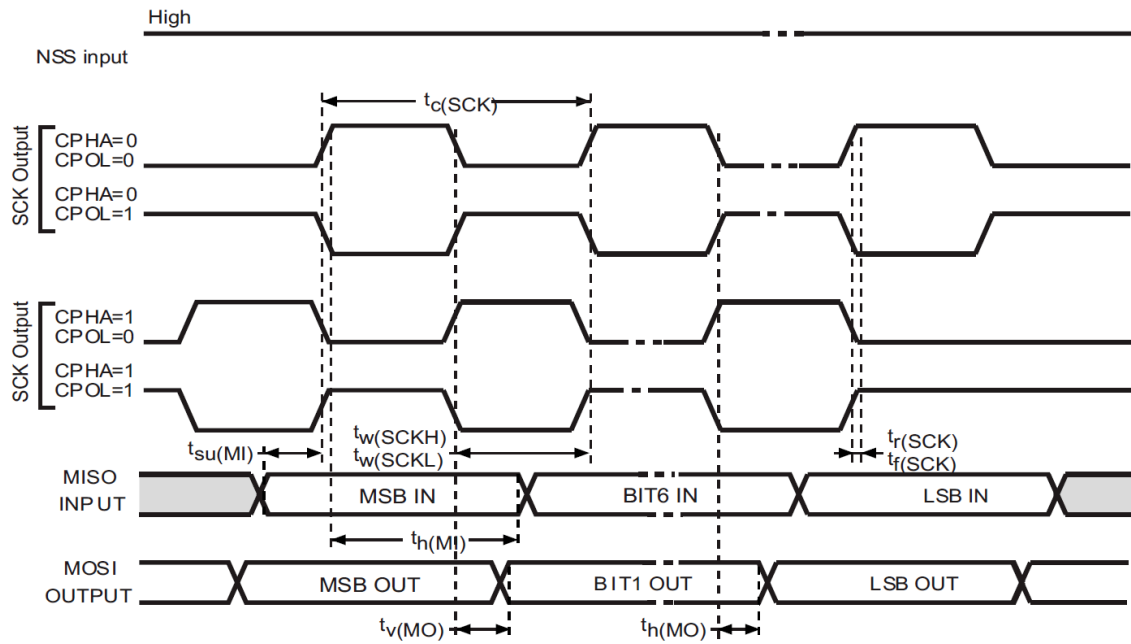 High
NSS input
tc(SCK)
SCK Output
CPHA=0
CPOL=0
CPHA=0
CPOL=1
SCK Output
CPHA=1
CPOL=0
CPHA=1
CPOL=1
tsu(MI)
tw(SCKH)
tw(SCKL)
tr(SCK)
tf(SCK)
MISO
INPUT
MSB IN
BIT6 IN
LSB IN
th(MI)
MOSI
OUTPUT
MSB OUT
BIT1 OUT
LSB OUT
tv(MO)
th(MO)